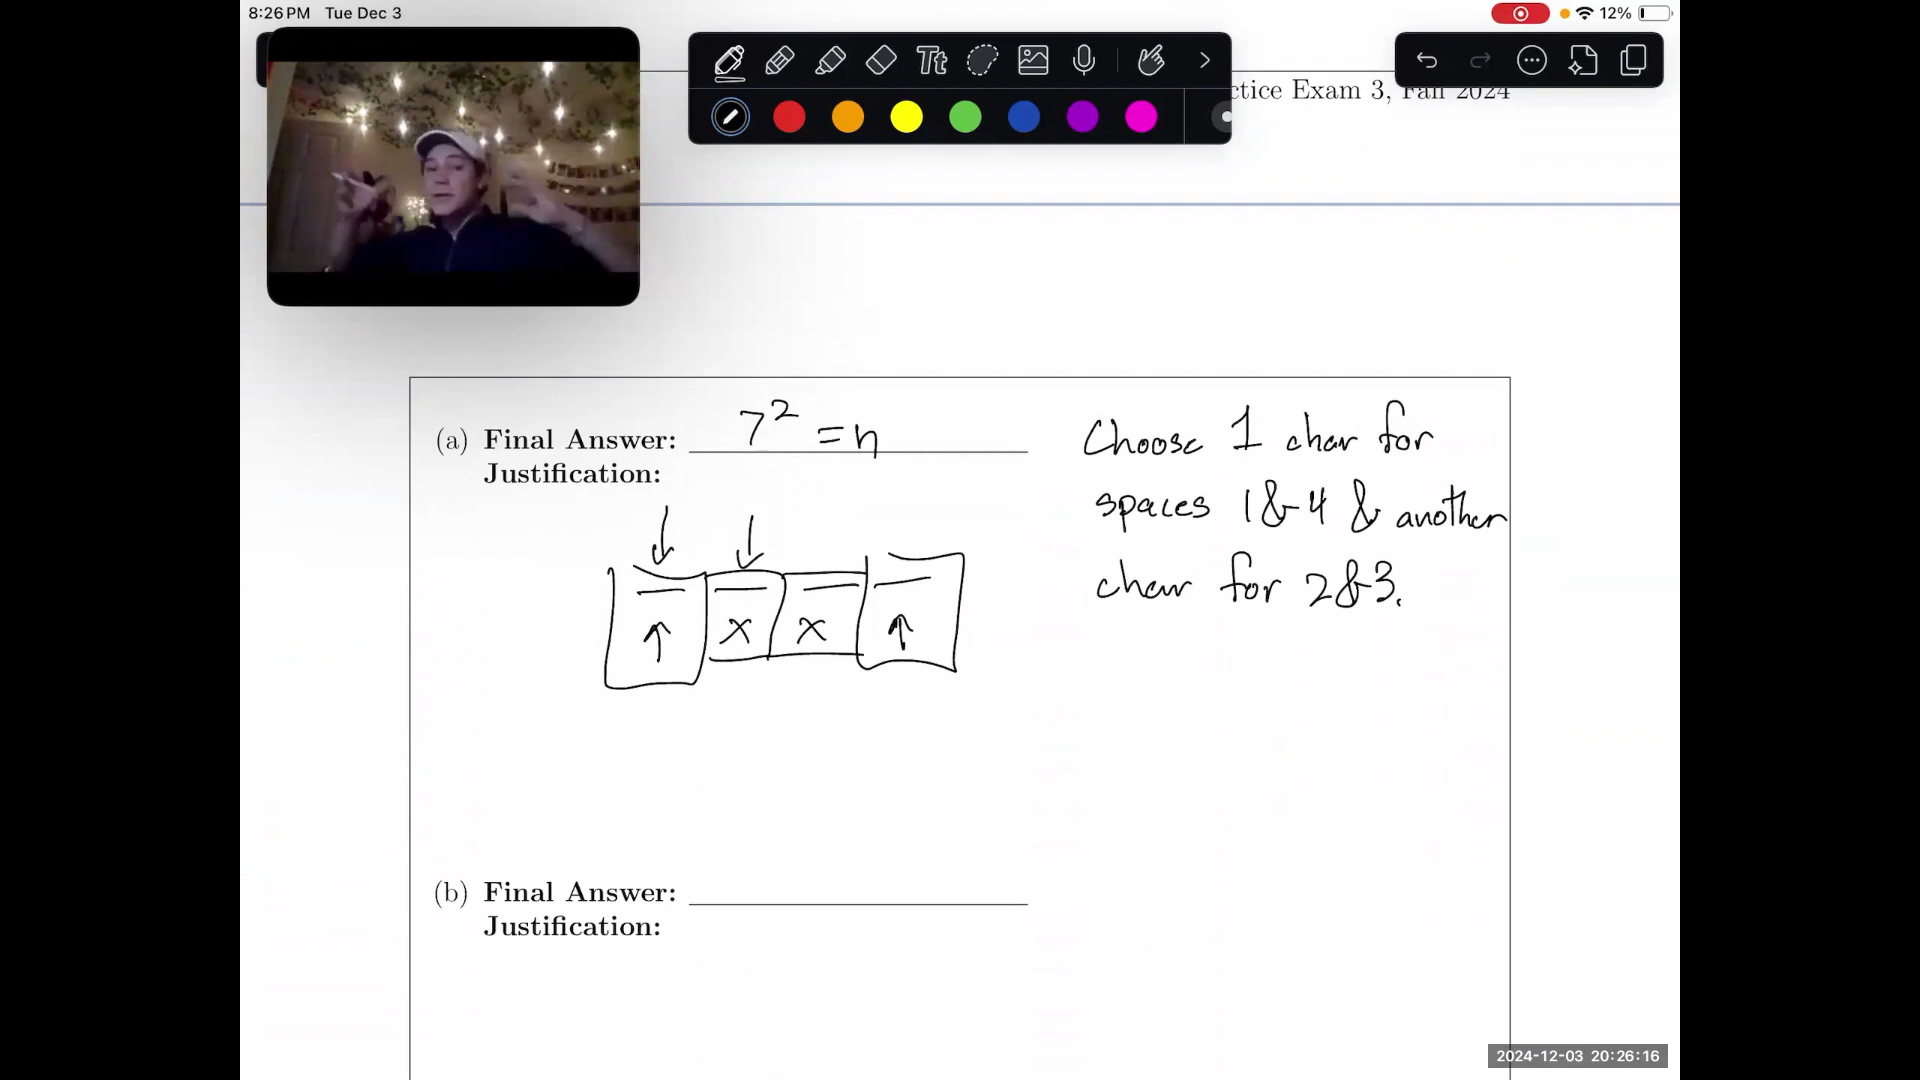 8:26 PM Tue Dec 3
12%
Tt
ctice Exam 3, Fall 2024
(a) Final Answer: 7² = n
Justification:
Choose 1 char for
spaces 1&4 & another
char for 2&3.
x x
(b) Final Answer:
Justification:
2024-12-03 20:26:16